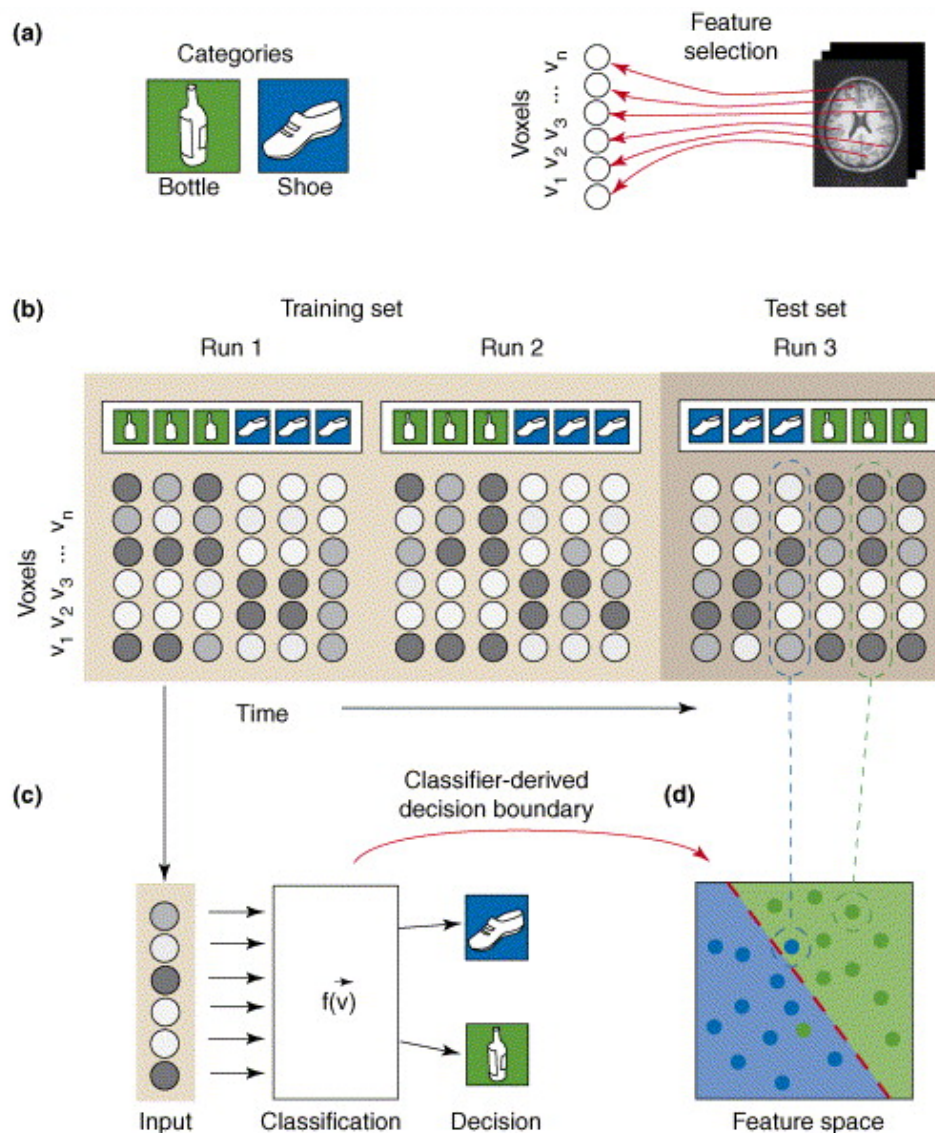 (a)
Categories
Bottle
Shoe
Feature
selection
Voxels
v1 v2 v3 ... vn
(b)
Training set
Test set
Run 1
Run 2
Run 3
Voxels
v1 v2 v3 ... vn
Time
(c)
Classifier-derived
decision boundary
(d)
f(v)
Input
Classification
Decision
Feature space